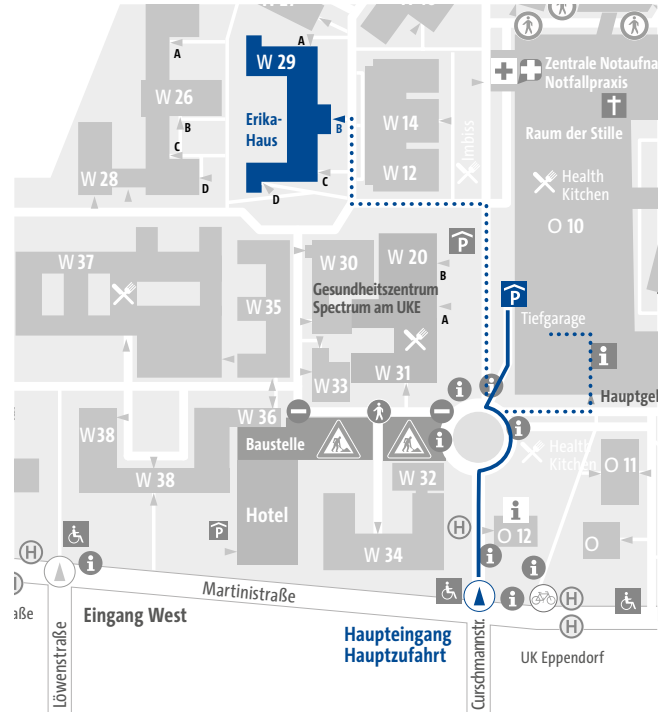 W 27
A
W 29
A
W 26
Erika-
Haus
B
B
C
D
W 28
C
D
W 14
W 12
Imbiss
Zentrale Notaufna
Notfallpraxis
Raum der Stille
Health
Kitchen
O 10
W 37
W 35
W 30
W 20
P
B
A
Gesundheitszentrum
Spectrum am UKE
P
Tiefgarage
i
W 33
W 31
i
i
Hauptgel
W 36
W38
Baustelle
i
i
Health
Kitchen
O 11
W 38
W 32
Hotel
i
O 12
O
P
H
W 34
H
i
i
H
Martinistraße
i
H
H
aße
Eingang West
Löwenstraße
Haupteingang
Hauptzufahrt
Curschmannstr.
UK Eppendorf